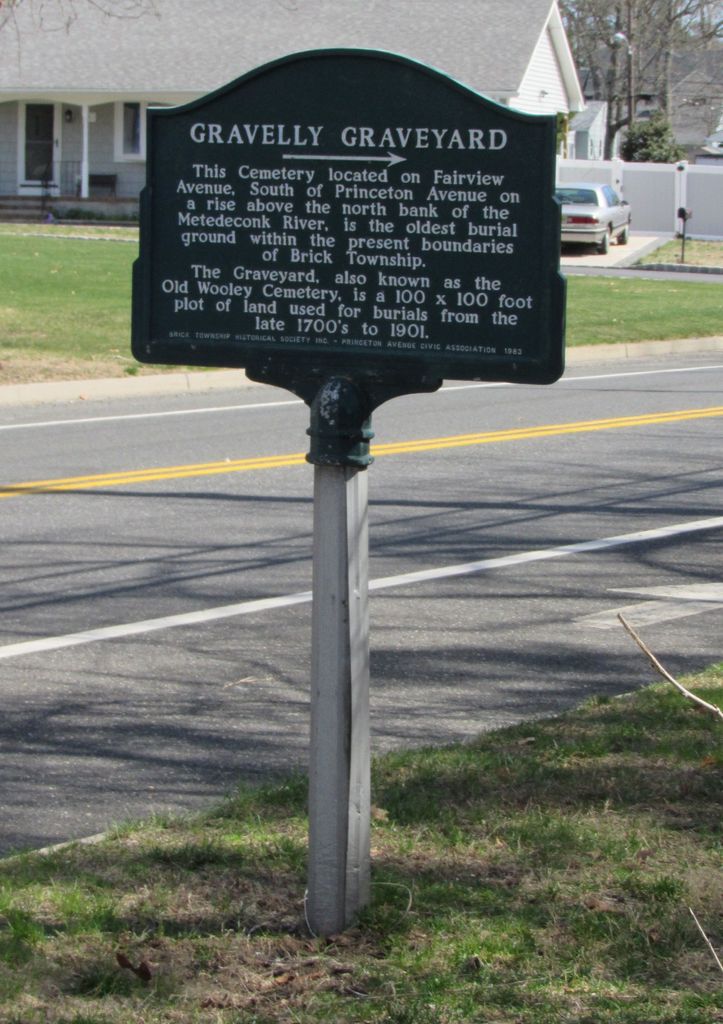 GRAVELLY GRAVEYARD
This Cemetery located on Fairview
Avenue, South of Princeton Avenue on
a rise above the north bank of the
Metedeconk River, is the oldest burial
ground within the present boundaries
of Brick Township.
The Graveyard, also known as the
Old Wooley Cemetery, is a 100 x 100 foot
plot of land used for burials from the
late 1700's to 1901.
BRICK TOWNSHIP HISTORICAL SOCIETY INC. - PRINCETON AVENUE CIVIC ASSOCIATION 1983